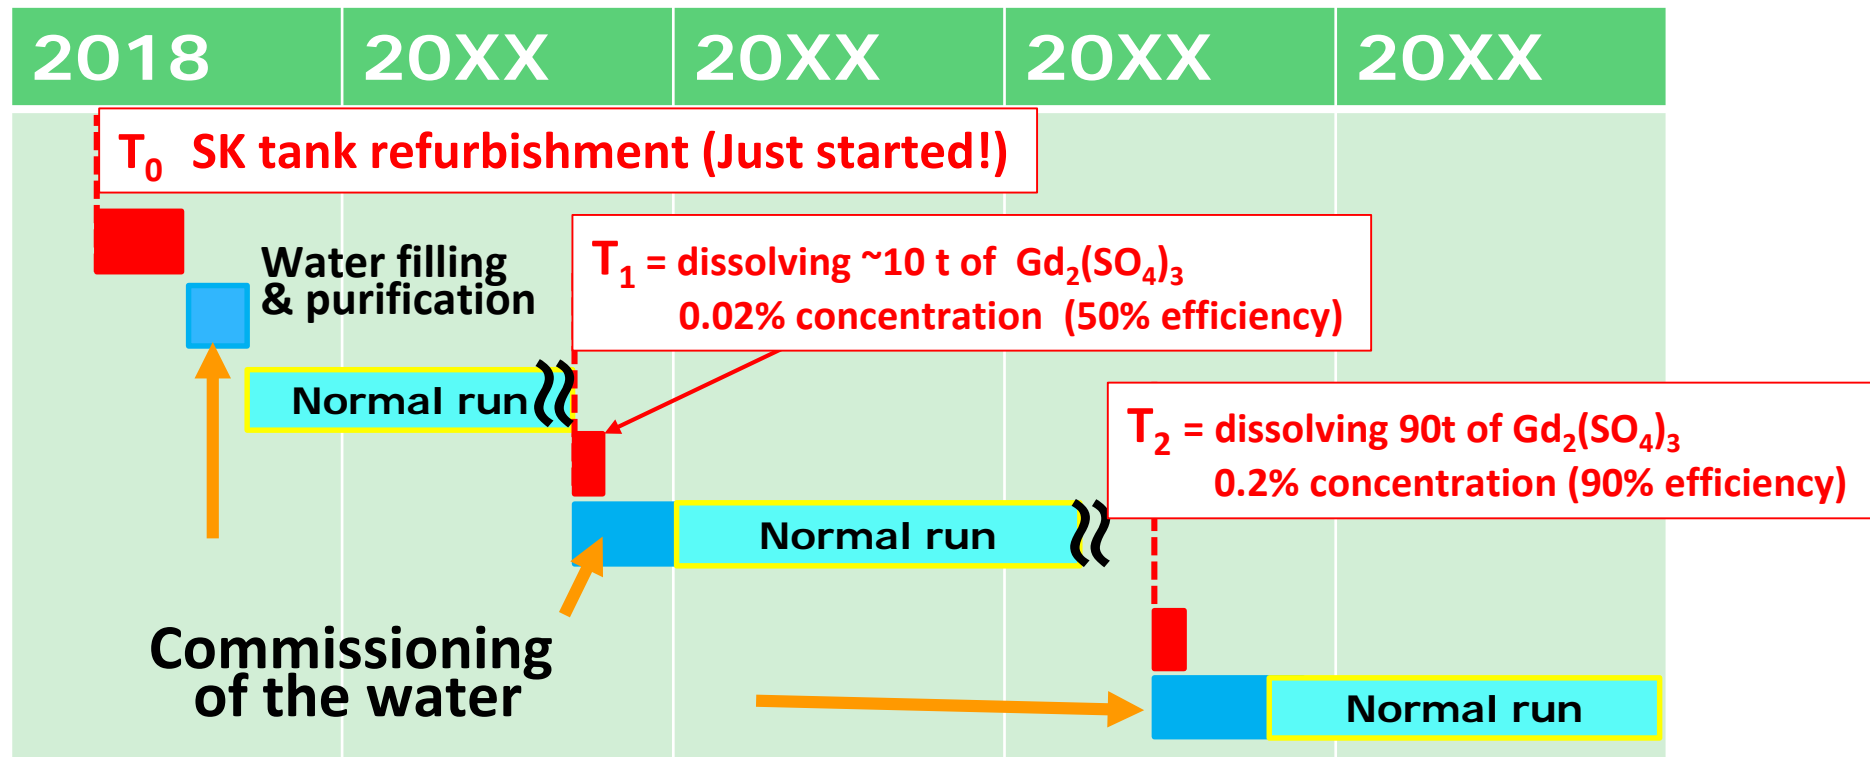 2018 20XX 20XX 20XX 20XX
T₀ SK tank refurbishment (Just started!)
Water filling
& purification
T₁ = dissolving ~10 t of Gd₂(SO₄)₃
0.02% concentration (50% efficiency)
Normal run
T₂ = dissolving 90t of Gd₂(SO₄)₃
0.2% concentration (90% efficiency)
Normal run
Commissioning
of the water
Normal run